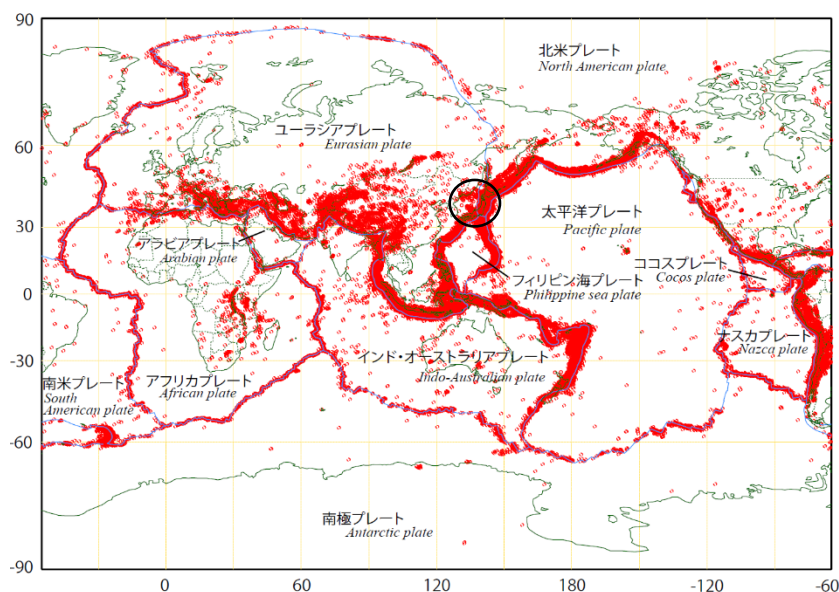 90
北米プレート
North American plate
ユーラシアプレート
Eurasian plate
60
太平洋プレート
Pacific plate
30
アラビアプレート
Arabian plate
フィリピン海プレート
Philippine sea plate
ココスプレート
Cocos plate
0
ナスカプレート
Nazca plate
-30
インド・オーストラリアプレート
Indo-Australian plate
南米プレート
South
American plate
アフリカプレート
African plate
-60
南極プレート
Antarctic plate
-90
0
60
120
180
-120
-60